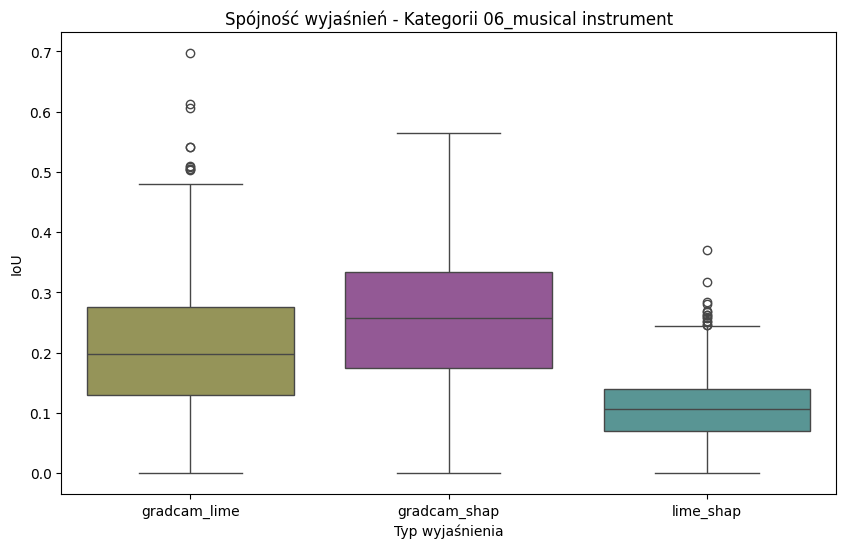 Spójność wyjaśnień - Kategorii 06_musical instrument
0.7
0.6
0.5
0.4
0.3
0.2
0.1
0.0
IoU
gradcam_lime
gradcam_shap
lime_shap
Typ wyjaśnienia